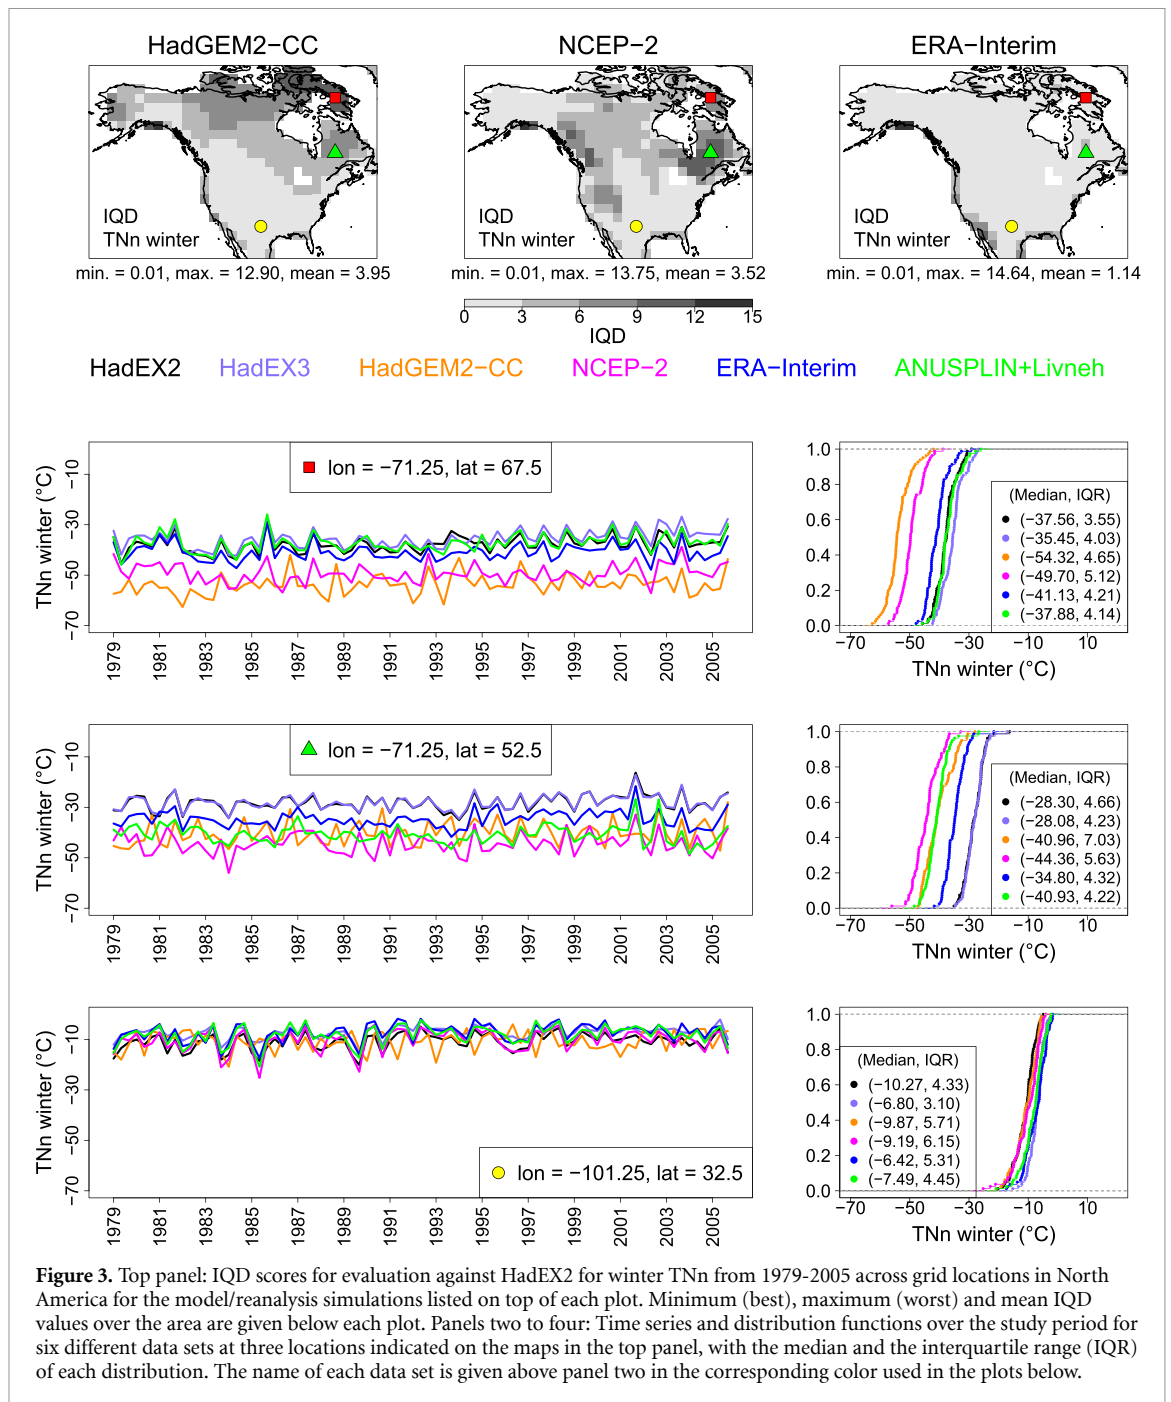 HadGEM2−CC
NCEP−2
ERA−Interim
IQD
TNn winter
IQD
TNn winter
IQD
TNn winter
min. = 0.01, max. = 12.90, mean = 3.95
min. = 0.01, max. = 13.75, mean = 3.52
min. = 0.01, max. = 14.64, mean = 1.14
0 3 6 9 12 15
IQD
HadEX2 HadEX3 HadGEM2−CC NCEP−2 ERA−Interim ANUSPLIN+Livneh
TNn winter (°C)
−10
−30
−50
−70
lon = −71.25, lat = 67.5
1979 1981 1983 1985 1987 1989 1991 1993 1995 1997 1999 2001 2003 2005
1.0
0.8
0.6
0.4
0.2
0.0
(Median, IQR)
(−37.56, 3.55)
(−35.45, 4.03)
(−54.32, 4.65)
(−49.70, 5.12)
(−41.13, 4.21)
(−37.88, 4.14)
−70 −50 −30 −10 10
TNn winter (°C)
TNn winter (°C)
−10
−30
−50
−70
lon = −71.25, lat = 52.5
1979 1981 1983 1985 1987 1989 1991 1993 1995 1997 1999 2001 2003 2005
1.0
0.8
0.6
0.4
0.2
0.0
(Median, IQR)
(−28.30, 4.66)
(−28.08, 4.23)
(−40.96, 7.03)
(−44.36, 5.63)
(−34.80, 4.32)
(−40.93, 4.22)
−70 −50 −30 −10 10
TNn winter (°C)
TNn winter (°C)
−10
−30
−50
−70
lon = −101.25, lat = 32.5
1979 1981 1983 1985 1987 1989 1991 1993 1995 1997 1999 2001 2003 2005
1.0
0.8
0.6
0.4
0.2
0.0
(Median, IQR)
(−10.27, 4.33)
(−6.80, 3.10)
(−9.87, 5.71)
(−9.19, 6.15)
(−6.42, 5.31)
(−7.49, 4.45)
−70 −50 −30 −10 10
TNn winter (°C)
Figure 3. Top panel: IQD scores for evaluation against HadEX2 for winter TNn from 1979-2005 across grid locations in North
America for the model/reanalysis simulations listed on top of each plot. Minimum (best), maximum (worst) and mean IQD
values over the area are given below each plot. Panels two to four: Time series and distribution functions over the study period for
six different data sets at three locations indicated on the maps in the top panel, with the median and the interquartile range (IQR)
of each distribution. The name of each data set is given above panel two in the corresponding color used in the plots below.